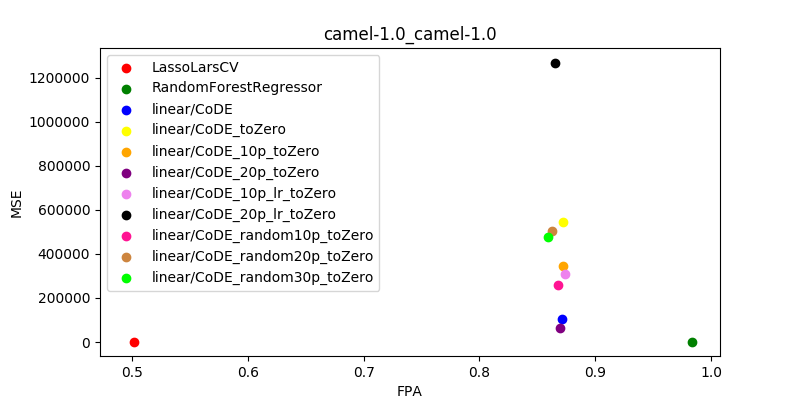 camel-1.0_camel-1.0
MSE
1200000
1000000
800000
600000
400000
200000
0
LassoLarsCV
RandomForestRegressor
linear/CoDE
linear/CoDE_toZero
linear/CoDE_10p_toZero
linear/CoDE_20p_toZero
linear/CoDE_10p_lr_toZero
linear/CoDE_20p_lr_toZero
linear/CoDE_random10p_toZero
linear/CoDE_random20p_toZero
linear/CoDE_random30p_toZero
0.5 0.6 0.7 0.8 0.9 1.0
FPA